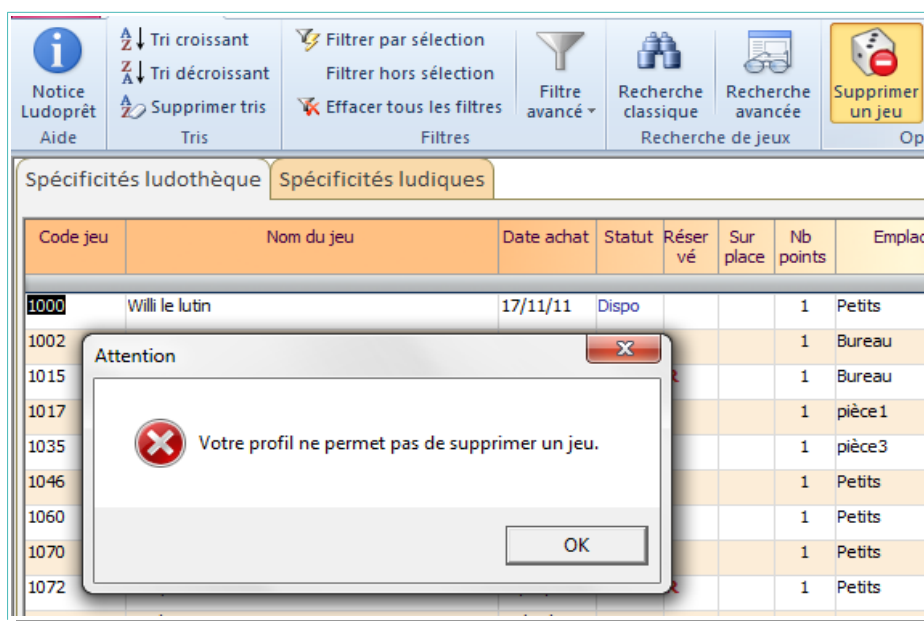 Notice
Ludoprêt
Aide
Tri croissant
Tri décroissant
Supprimer tris
Tris
Filtrer par sélection
Filtrer hors sélection
Effacer tous les filtres
Filtre
avancé
Filtres
Recherche
classique
Recherche
avancée
Recherche de jeux
Supprimer
un jeu
Op
Spécificités ludothèque Spécificités ludiques
Code jeu Nom du jeu Date achat Statut Réser
vé Sur
place Nb
points Emplac
1000 Willi le lutin 17/11/11 Dispo 1 Petits
1002 1 Bureau
1015 R 1 Bureau
1017 1 pièce1
1035 1 pièce3
1046 1 Petits
1060 1 Petits
1070 1 Petits
1072 R 1 Petits
Attention
Votre profil ne permet pas de supprimer un jeu.
OK